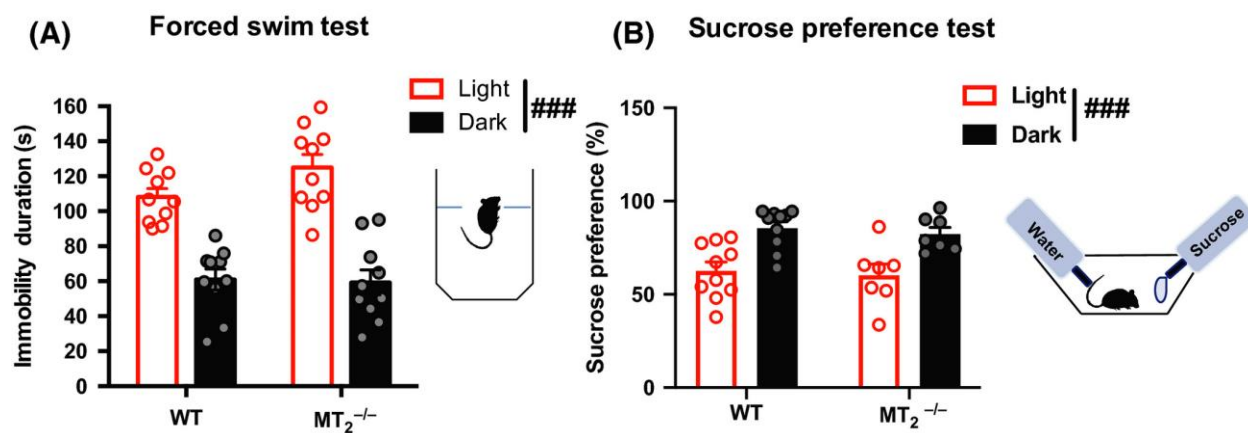 (A) Forced swim test
Light
Dark
###
Immobility duration (s)
160
140
120
100
80
60
40
20
0
WT
MT2 –/–
(B) Sucrose preference test
Light
Dark
###
Sucrose preference (%)
150
100
50
0
WT
MT2 –/–
Water
Sucrose